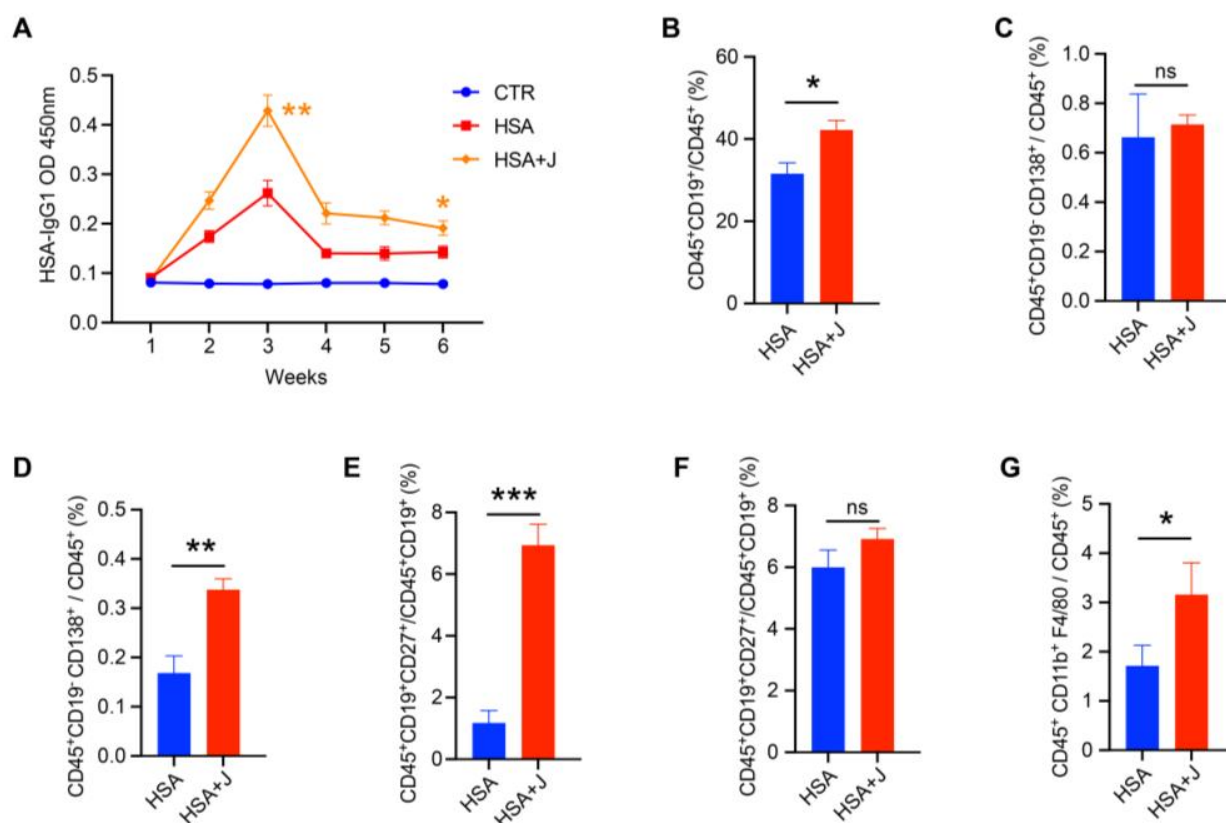 A
HSA-IgG1 OD 450nm
0.5
0.4
0.3
0.2
0.1
0.0
1 2 3 4 5 6
Weeks
CTR
HSA
HSA+J
**
*
B
CD45+CD19+/CD45+ (%)
60
40
20
0
*
HSA
HSA+J
C
CD45+CD19- CD138+ / CD45+ (%)
1.0
0.8
0.6
0.4
0.2
0.0
ns
HSA
HSA+J
D
CD45+CD19- CD138+ / CD45+ (%)
0.5
0.4
0.3
0.2
0.1
0.0
**
HSA
HSA+J
E
CD45+CD19+CD27+/CD45+CD19+ (%)
8
6
4
2
0
***
HSA
HSA+J
F
CD45+CD19+CD27+/CD45+CD19+ (%)
8
6
4
2
0
ns
HSA
HSA+J
G
CD45+ CD11b+ F4/80 / CD45+ (%)
5
4
3
2
1
0
*
HSA
HSA+J